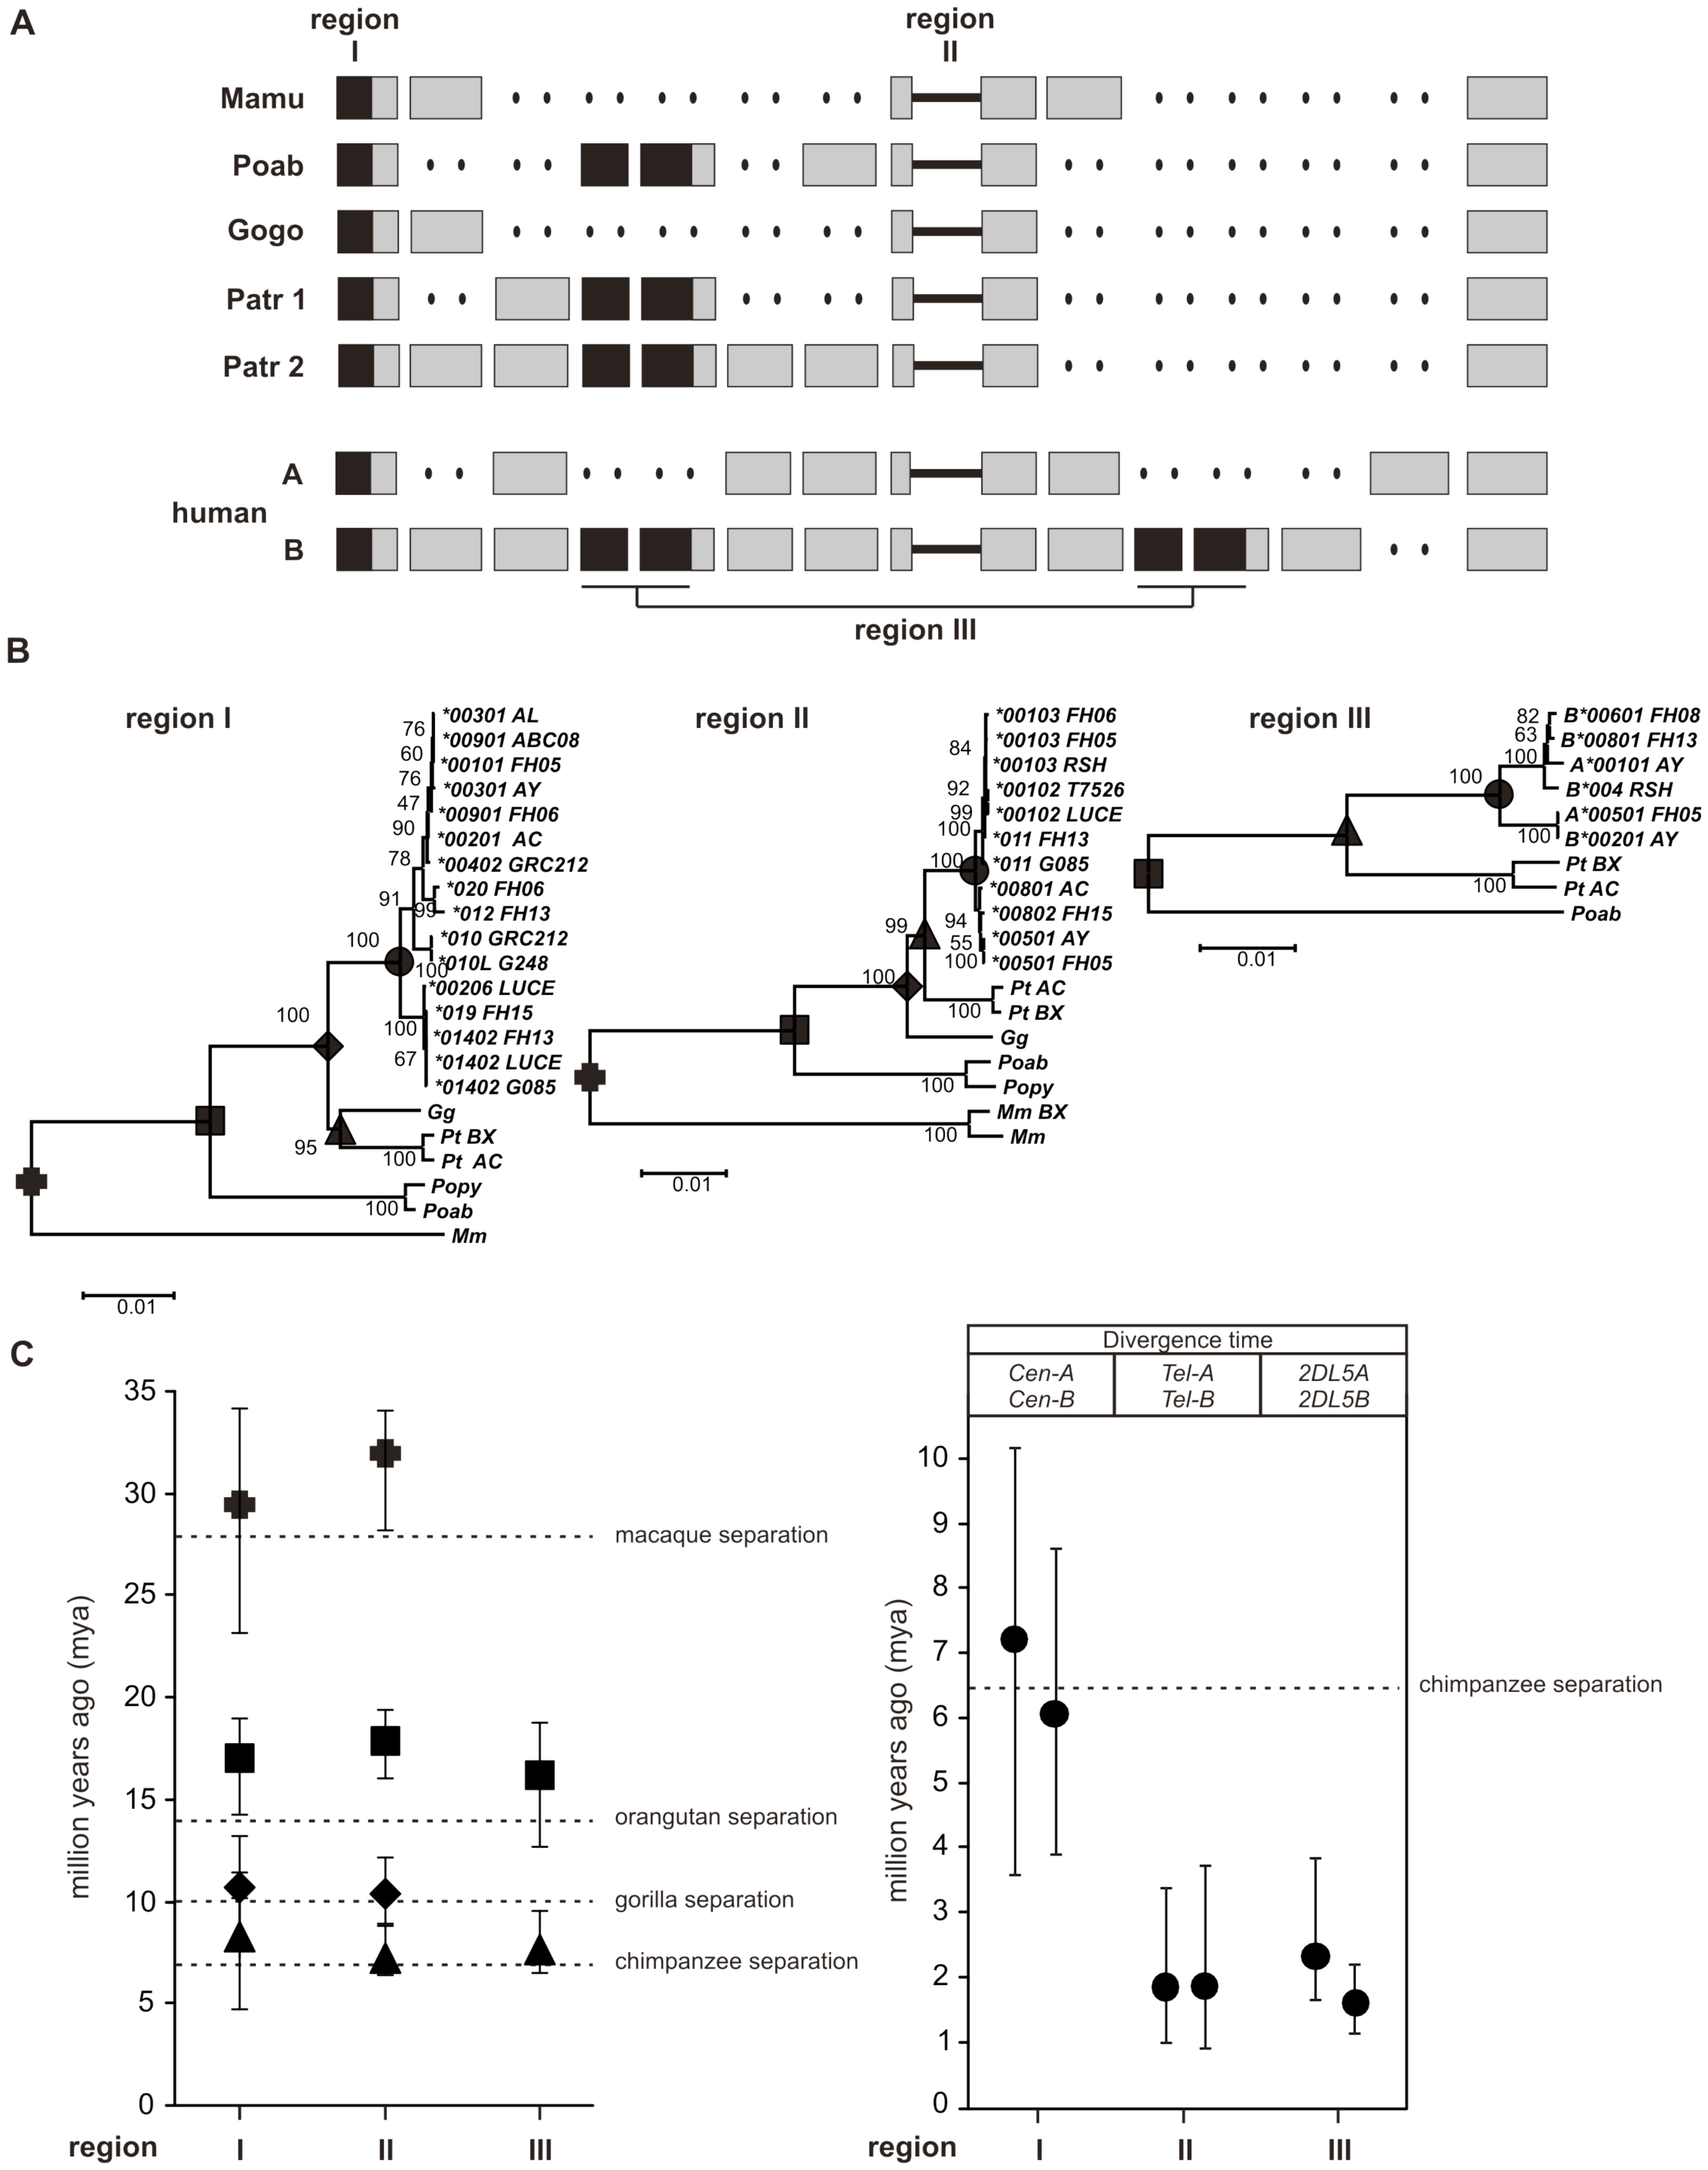 A
region
I
region
II
Mamu
Poab
Gogo
Patr 1
Patr 2
A
human
B
region III
B
region I
*00301 AL
76
*00901 ABC08
60
*00101 FH05
76
*00301 AY
47
*00901 FH06
90
*00201 AC
78
*00402 GRC212
*020 FH06
91
99
*012 FH13
*010 GRC212
100
*010L G248
100
*00206 LUCE
100
*019 FH15
100
*01402 FH13
67
*01402 LUCE
*01402 G085
Gg
Pt BX
95
100
Pt AC
Popy
100
Poab
Mm
0.01
region II
*00103 FH06
*00103 FH05
84
*00103 RSH
92
*00102 T7526
99
*00102 LUCE
100
*011 FH13
100
*011 G085
*00801 AC
*00802 FH15
94
99
*00501 AY
55
*00501 FH05
100
100
Pt AC
100
Pt BX
Gg
Poab
100
Popy
Mm BX
100
Mm
0.01
region III
82
B*00601 FH08
63
B*00801 FH13
100
A*00101 AY
100
B*004 RSH
A*00501 FH05
100
B*00201 AY
Pt BX
100
Pt AC
Poab
0.01
C
million years ago (mya)
35
30
25
20
15
10
5
0
macaque separation
orangutan separation
gorilla separation
chimpanzee separation
region
I
II
III
Divergence time
Cen-A
Cen-B
Tel-A
Tel-B
2DL5A
2DL5B
million years ago (mya)
10
9
8
7
6
5
4
3
2
1
0
chimpanzee separation
region
I
II
III